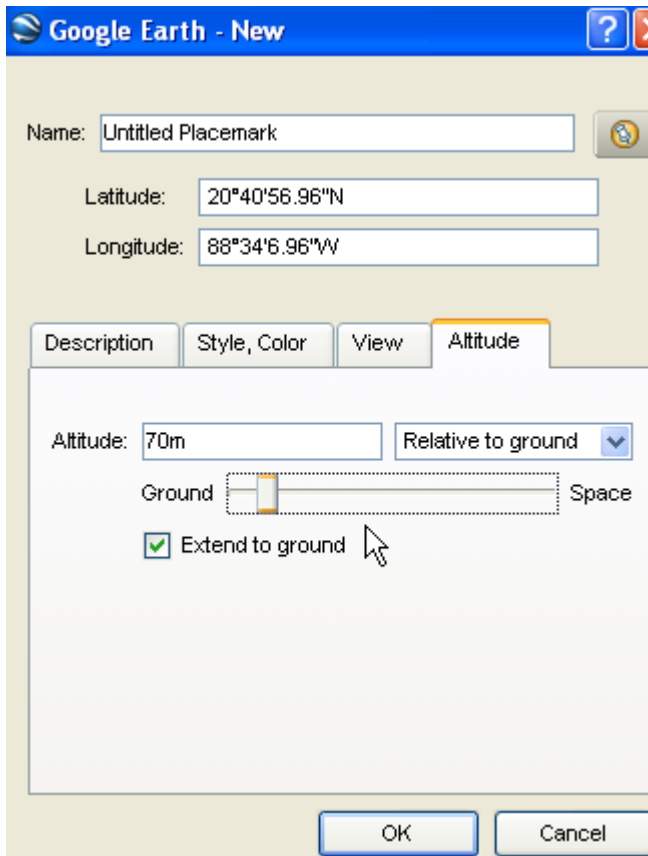 Google Earth - New
Name: Untitled Placemark
Latitude: 20°40'56.96"N
Longitude: 88°34'6.96"W
Description Style, Color View Altitude
Altitude: 70m Relative to ground
Ground Space
Extend to ground
OK Cancel